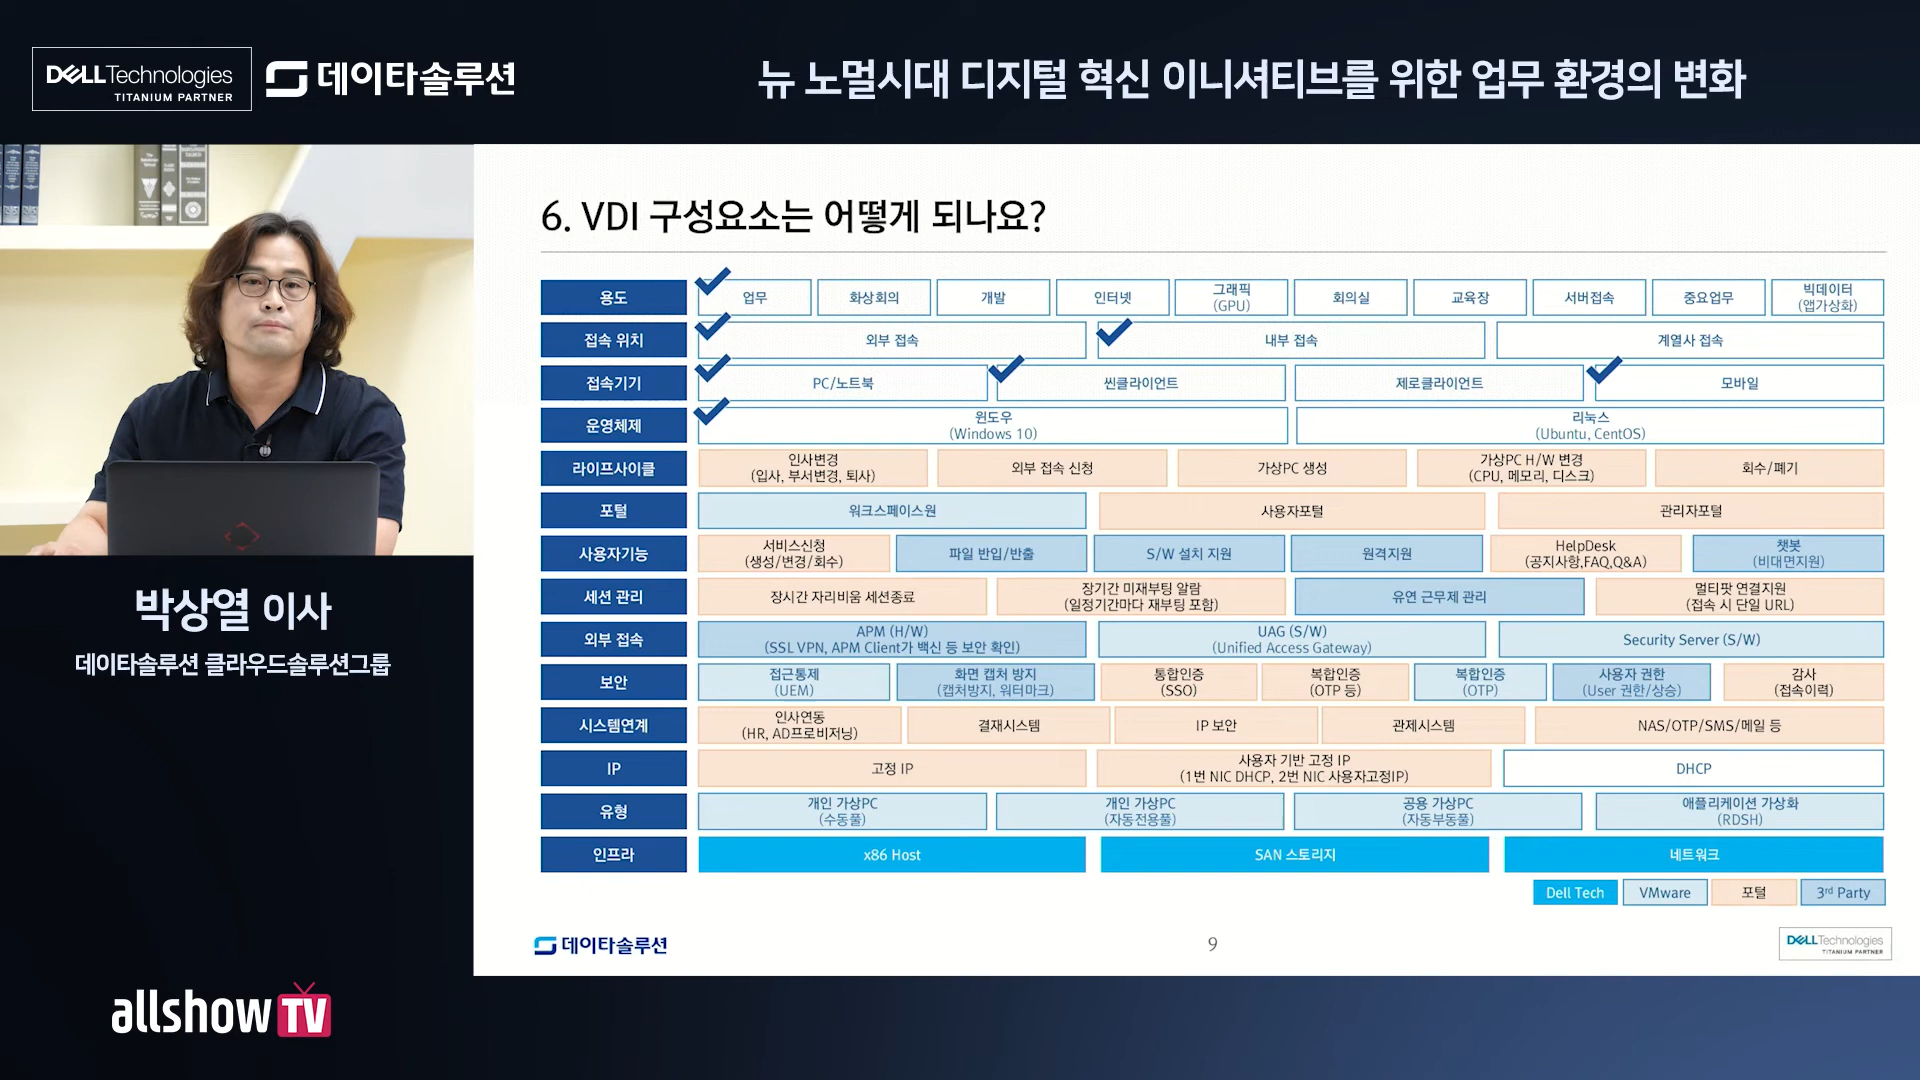 DELLTechnologies
TITANIUM PARTNER
데이타솔루션
뉴 노멀시대 디지털 혁신 이니셔티브를 위한 업무 환경의 변화
박상열 이사
데이타솔루션 클라우드솔루션그룹
allshow TV
6. VDI 구성요소는 어떻게 되나요?
용도
업무
화상회의
개발
인터넷
그래픽
(GPU)
회의실
교육장
서버접속
중요업무
빅데이터
(앱가상화)
접속 위치
외부 접속
내부 접속
계열사 접속
접속기기
PC/노트북
씬클라이언트
제로클라이언트
모바일
운영체제
윈도우
(Windows 10)
리눅스
(Ubuntu, CentOS)
라이프사이클
인사변경
(입사, 부서변경, 퇴사)
외부 접속 신청
가상PC 생성
가상PC H/W 변경
(CPU, 메모리, 디스크)
회수/폐기
포털
워크스페이스원
사용자포털
관리자포털
사용자기능
서비스신청
(생성/변경/회수)
파일 반입/반출
S/W 설치 지원
원격지원
HelpDesk
(공지사항,FAQ,Q&A)
챗봇
(비대면지원)
세션 관리
장시간 자리비움 세션종료
장기간 미재부팅 알람
(일정기간마다 재부팅 포함)
유연 근무제 관리
멀티팟 연결지원
(접속 시 단일 URL)
외부 접속
APM (H/W)
(SSL VPN, APM Client가 백신 등 보안 확인)
UAG (S/W)
(Unified Access Gateway)
Security Server (S/W)
보안
접근통제
(UEM)
화면 캡처 방지
(캡처방지, 워터마크)
통합인증
(SSO)
복합인증
(OTP 등)
복합인증
(OTP)
사용자 권한
(User 권한/상승)
감사
(접속이력)
시스템연계
인사연동
(HR, AD프로비저닝)
결재시스템
IP 보안
관제시스템
NAS/OTP/SMS/메일 등
IP
고정 IP
사용자 기반 고정 IP
(1번 NIC DHCP, 2번 NIC 사용자고정IP)
DHCP
유형
개인 가상PC
(수동풀)
개인 가상PC
(자동전용풀)
공용 가상PC
(자동부동풀)
애플리케이션 가상화
(RDSH)
인프라
x86 Host
SAN 스토리지
네트워크
Dell Tech
VMware
포털
3rd Party
데이타솔루션
9
DELLTechnologies
TITANIUM PARTNER